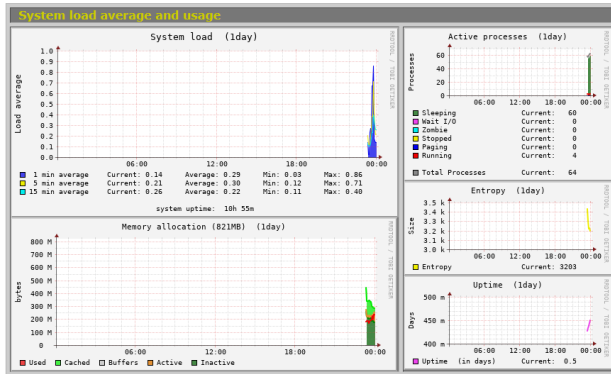 System load average and usage
System load  (1day)
RRDTOOL / TOBI OETIKER
Load average
1.0
0.9
0.8
0.7
0.6
0.5
0.4
0.3
0.2
0.1
0.0
06:00 12:00 18:00 00:00
1 min average Current: 0.14 Average: 0.29 Min: 0.03 Max: 0.86
5 min average Current: 0.21 Average: 0.30 Min: 0.12 Max: 0.71
15 min average Current: 0.26 Average: 0.22 Min: 0.11 Max: 0.40
system uptime: 10h 55m
Memory allocation (821MB)  (1day)
RRDTOOL / TOBI OETIKER
bytes
800 M
700 M
600 M
500 M
400 M
300 M
200 M
100 M
0
06:00 12:00 18:00 00:00
Used Cached Buffers Active Inactive
Active processes  (1day)
RRDTOOL / TOBI OETIKER
Processes
60
40
20
0
06:00 12:00 18:00 00:00
Sleeping Current: 60
Wait I/O Current: 0
Zombie Current: 0
Stopped Current: 0
Paging Current: 0
Running Current: 4
Total Processes Current: 64
Entropy (1day)
RRDTOOL / TOBI OETIKER
Size
3.5 k
3.4 k
3.3 k
3.2 k
3.1 k
3.0 k
06:00 12:00 18:00 00:00
Entropy Current: 3203
Uptime (1day)
RRDTOOL / TOBI OETIKER
Days
500 m
450 m
400 m
06:00 12:00 18:00 00:00
Uptime  (in days) Current: 0.5